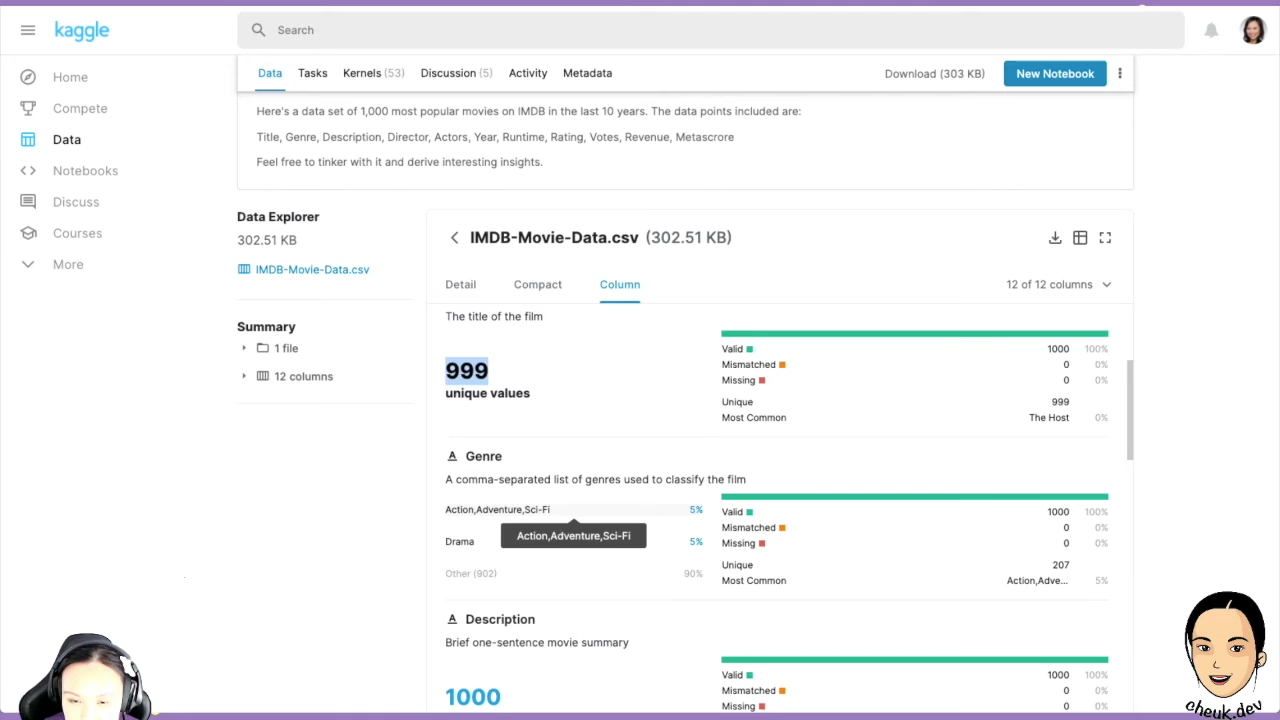 kaggle
Search
Home
Compete
Data
Notebooks
Discuss
Courses
More
Data Tasks Kernels (53) Discussion (5) Activity Metadata Download (303 KB) New Notebook
Here's a data set of 1,000 most popular movies on IMDB in the last 10 years. The data points included are:
Title, Genre, Description, Director, Actors, Year, Runtime, Rating, Votes, Revenue, Metascore
Feel free to tinker with it and derive interesting insights.
Data Explorer
302.51 KB
IMDB-Movie-Data.csv
Summary
1 file
12 columns
IMDB-Movie-Data.csv (302.51 KB)
Detail Compact Column 12 of 12 columns
The title of the film
999
unique values
Valid 1000 100%
Mismatched 0 0%
Missing 0 0%
Unique 999
Most Common The Host 0%
A Genre
A comma-separated list of genres used to classify the film
Action,Adventure,Sci-Fi 5%
Action,Adventure,Sci-Fi
Drama 5%
Other (902) 90%
Valid 1000 100%
Mismatched 0 0%
Missing 0 0%
Unique 207
Most Common Action,Adve... 5%
A Description
Brief one-sentence movie summary
1000
Valid 1000 100%
Mismatched 0 0%
Missing 0 0%
cheuk.dev